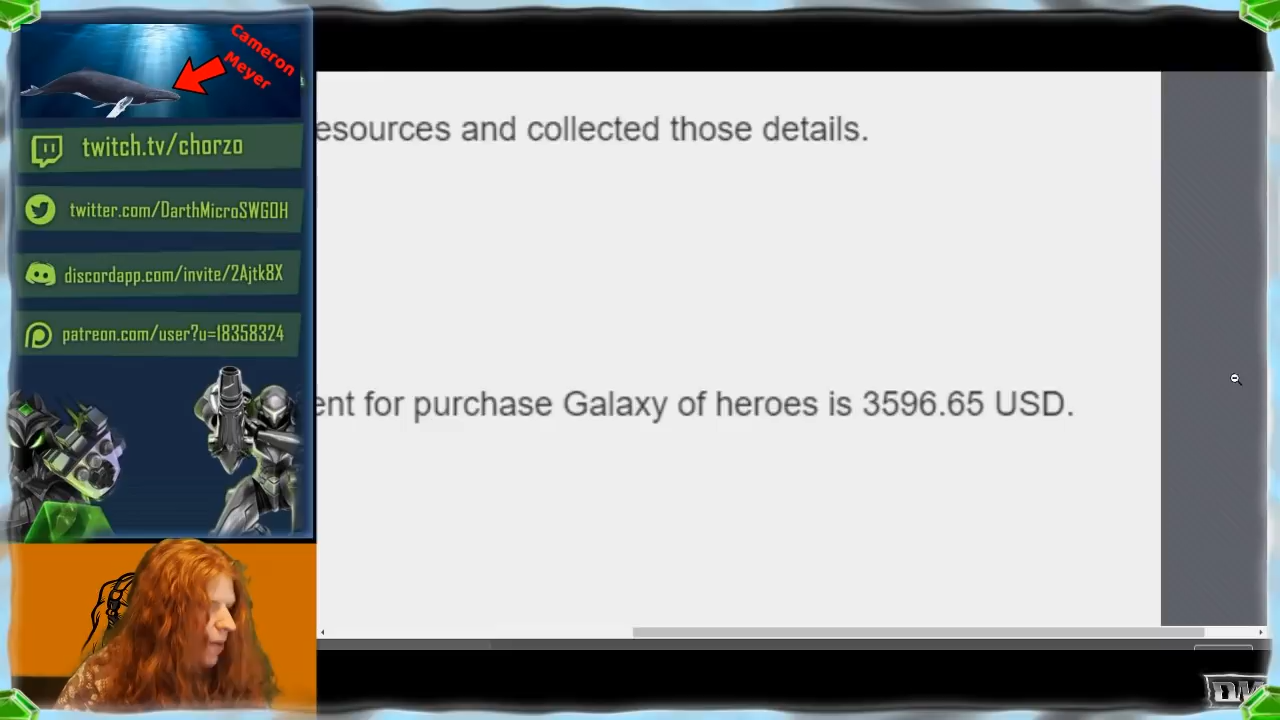 Cameron
Meyer
twitch.tv/chorzo
twitter.com/DarthMicroSWGOH
discordapp.com/invite/2Ajtk8X
patreon.com/user?u=18358324
esources and collected those details.
ent for purchase Galaxy of heroes is 3596.65 USD.
DM